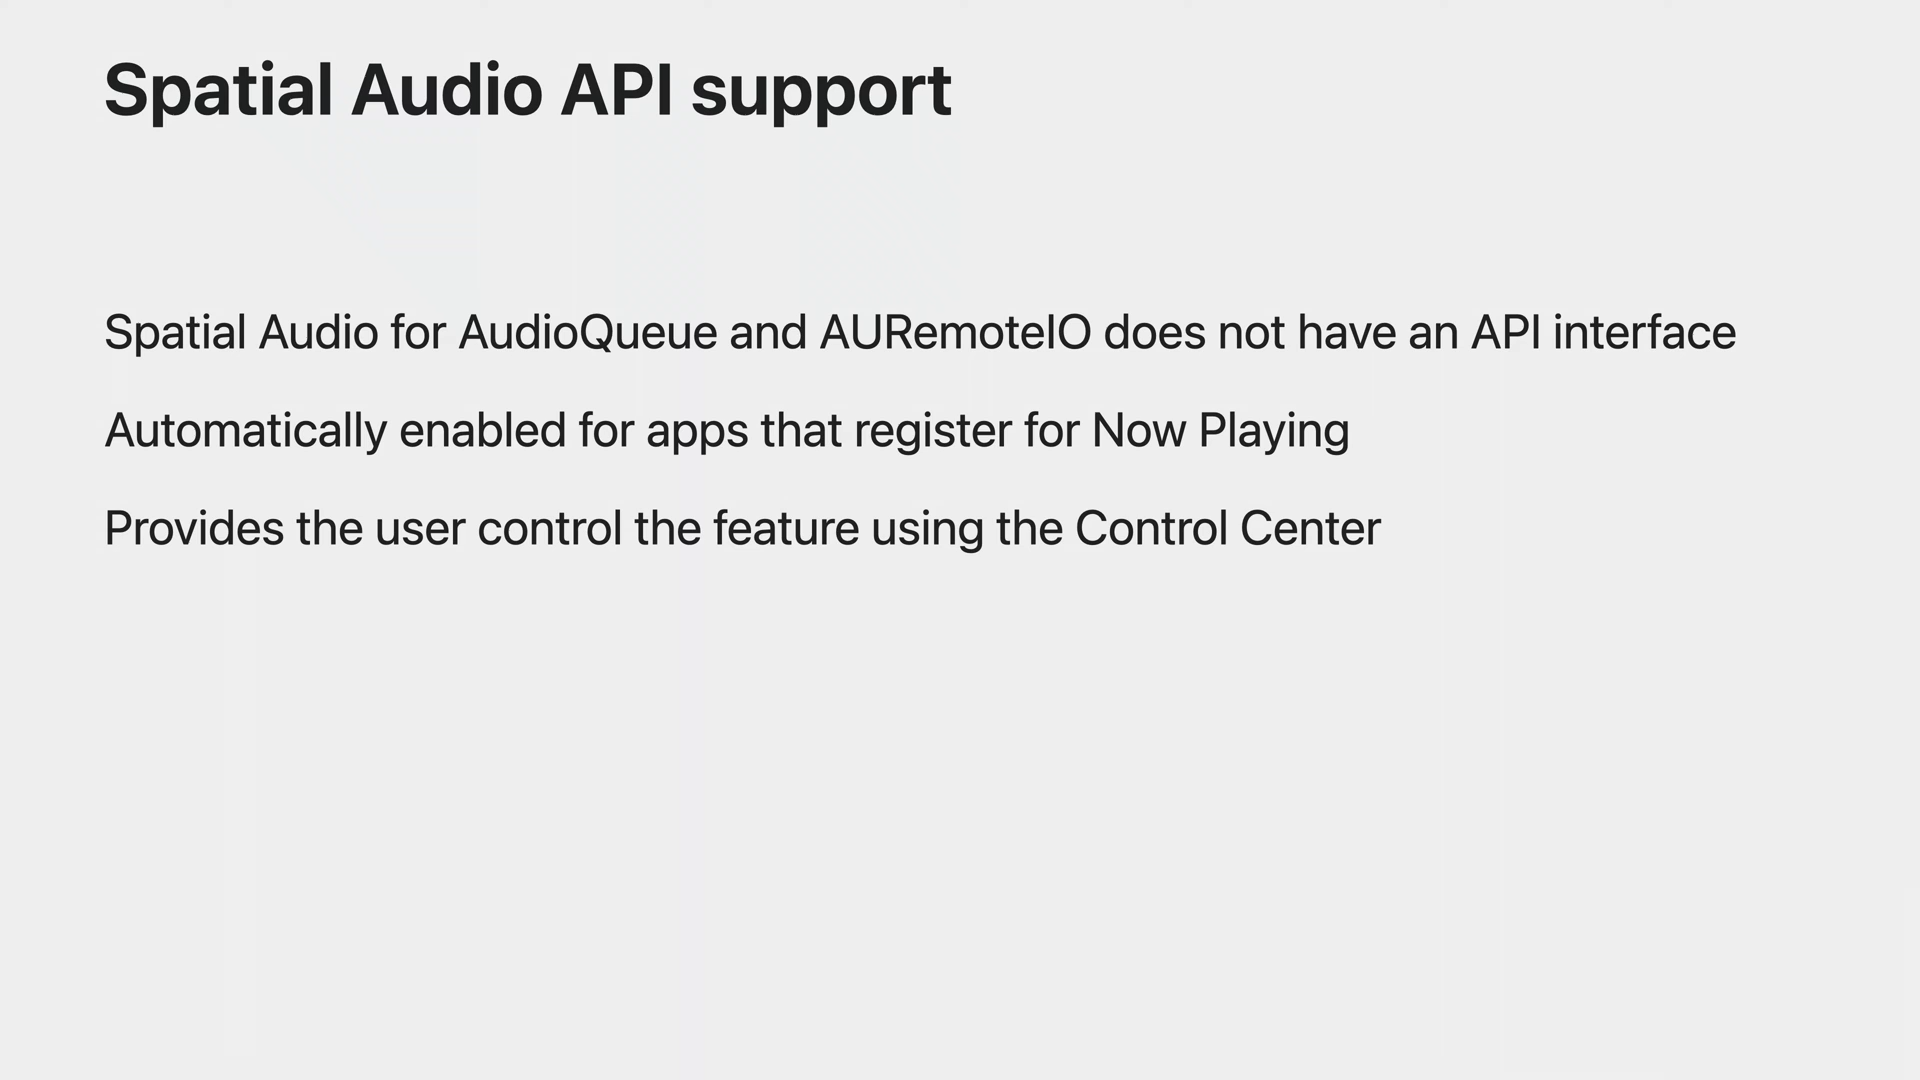 Spatial Audio API support
Spatial Audio for AudioQueue and AURemoteIO does not have an API interface
Automatically enabled for apps that register for Now Playing
Provides the user control the feature using the Control Center